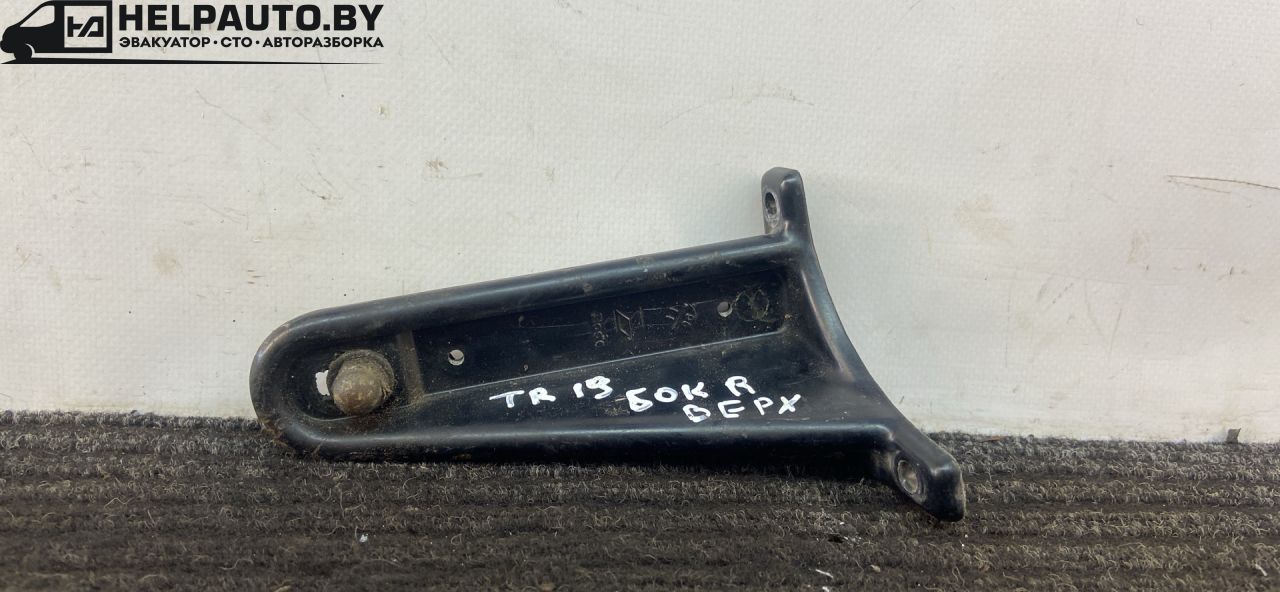 HELPAUTO.BY
ЭВАКУАТОР • СТО • АВТОРАЗБОРКА
TR 19 БОК R
ВЕРХ